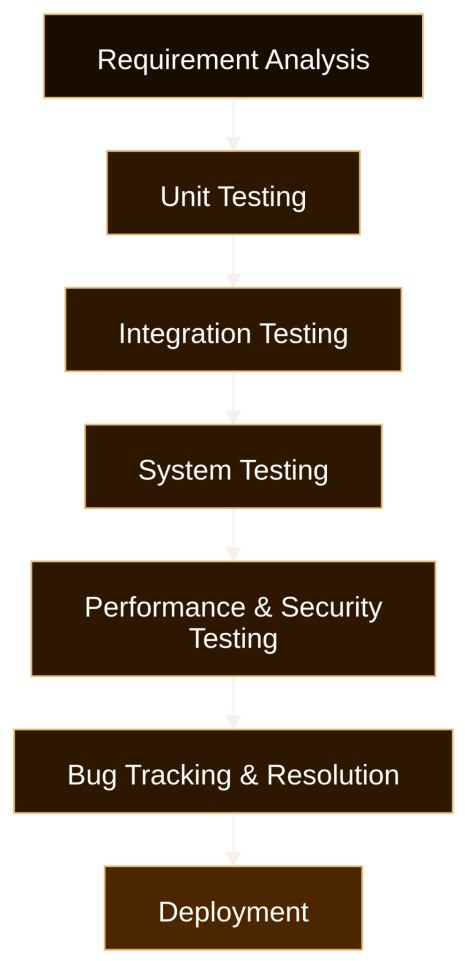 Requirement Analysis
Unit Testing
Integration Testing
System Testing
Performance & Security
Testing
Bug Tracking & Resolution
Deployment